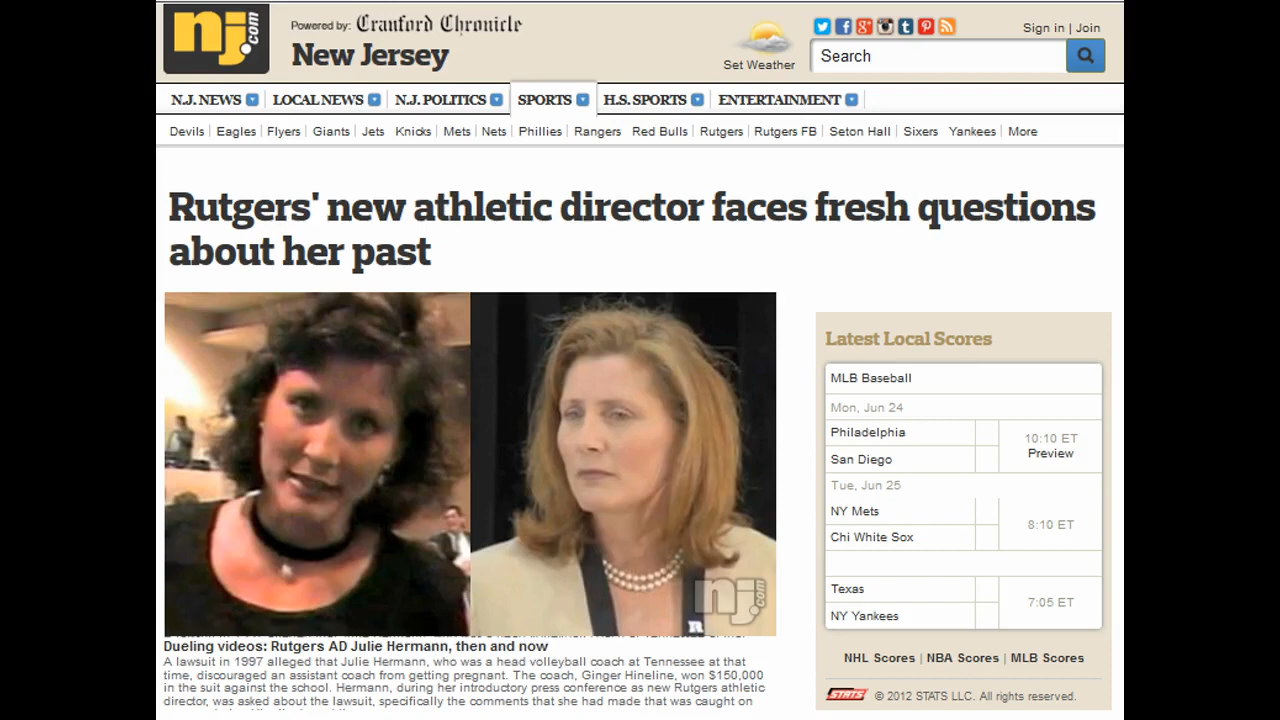 nj.com
Powered by: Cranford Chronicle
New Jersey
Set Weather
Sign in | Join
Search
N.J. NEWS LOCAL NEWS N.J. POLITICS SPORTS H.S. SPORTS ENTERTAINMENT
Devils Eagles Flyers Giants Jets Knicks Mets Nets Phillies Rangers Red Bulls Rutgers Rutgers FB Seton Hall Sixers Yankees More
Rutgers' new athletic director faces fresh questions
about her past
nj.com
R
Dueling videos: Rutgers AD Julie Hermann, then and now
A lawsuit in 1997 alleged that Julie Hermann, who was a head volleyball coach at Tennessee at that
time, discouraged an assistant coach from getting pregnant. The coach, Ginger Hineline, won $150,000
in the suit against the school. Hermann, during her introductory press conference as new Rutgers athletic
director, was asked about the lawsuit, specifically the comments that she had made that was caught on
Latest Local Scores
MLB Baseball
Mon, Jun 24
Philadelphia
10:10 ET
Preview
San Diego
Tue, Jun 25
NY Mets
8:10 ET
Chi White Sox
Texas
7:05 ET
NY Yankees
NHL Scores | NBA Scores | MLB Scores
STATS © 2012 STATS LLC. All rights reserved.